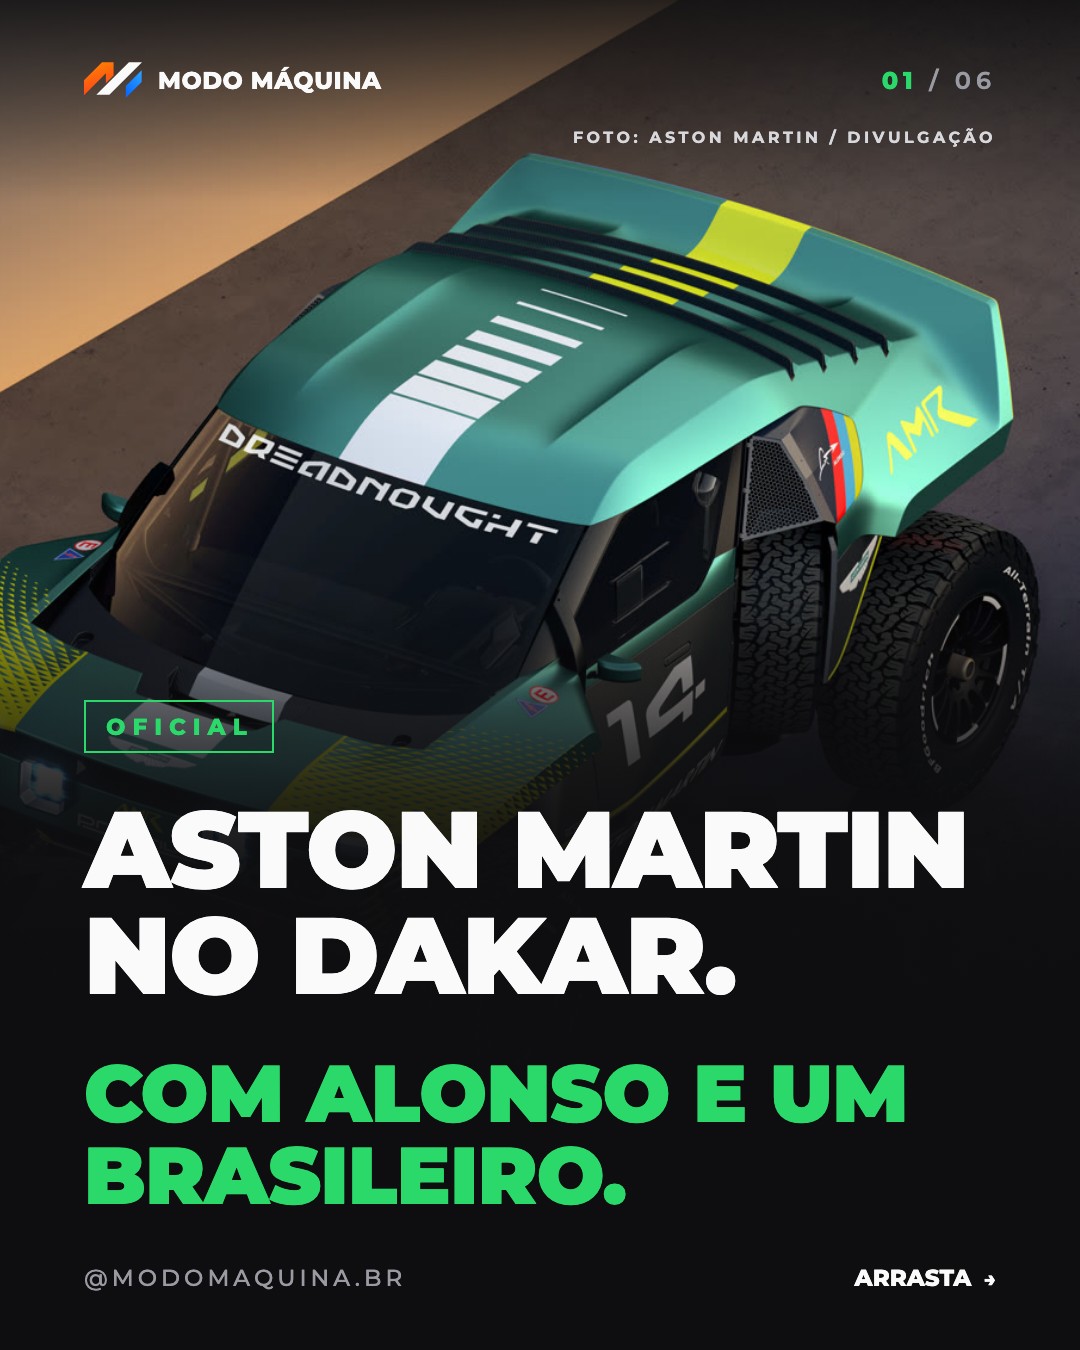 MODO MÁQUINA
01 / 06
FOTO: ASTON MARTIN / DIVULGAÇÃO
AMR
DREADNOUGHT
All-Terrain T/A
BFGoodrich
14
OFICIAL
ASTON MARTIN
NO DAKAR.
COM ALONSO E UM
BRASILEIRO.
@MODOMAQUINA.BR
ARRASTA →